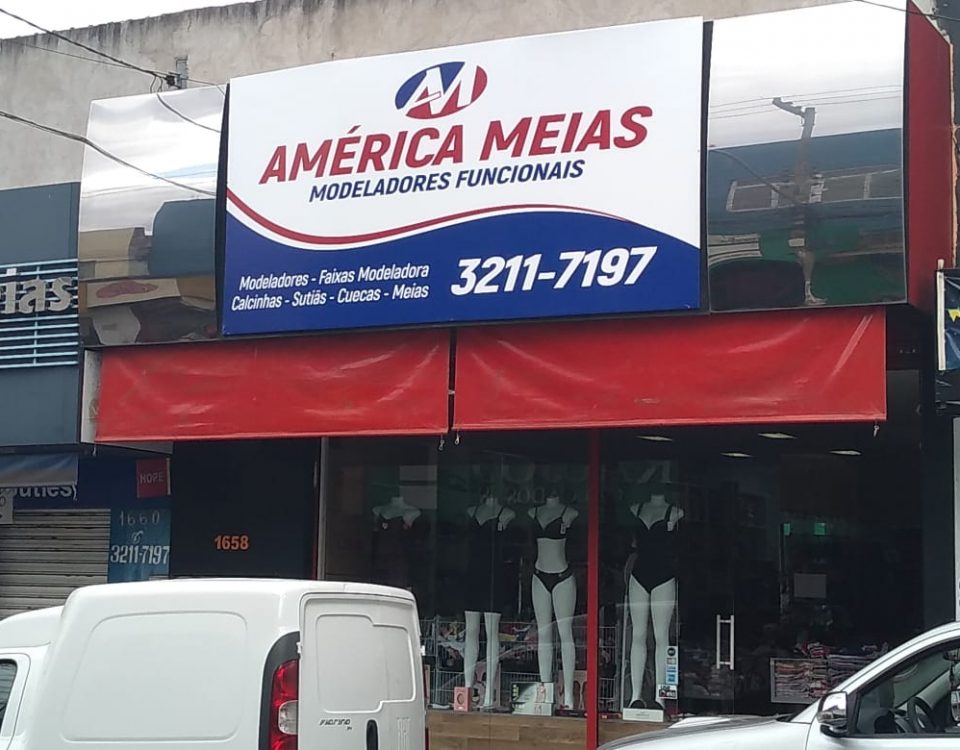 AM
AMÉRICA MEIAS
MODELADORES FUNCIONAIS
Modeladores - Faixas Modeladora
Calcinhas - Sutiãs - Cuecas - Meias
3211-7197
ias
HOPE
1660
3211-7197
1658
FIORINO